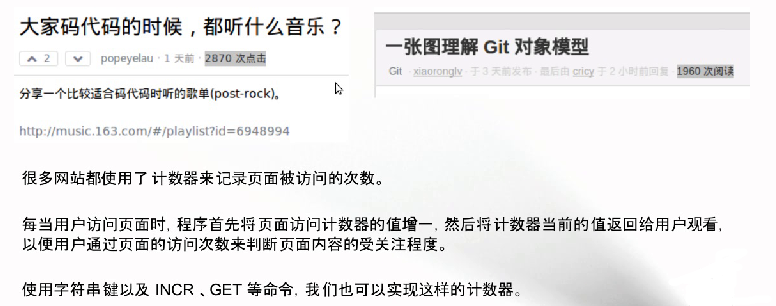 大家码代码的时候，都听什么音乐？
2 popeyelau · 1 天前 · 2870 次点击
分享一个比较适合码代码时听的歌单(post-rock)。
http://music.163.com/#/playlist?id=6948994
一张图理解 Git 对象模型
Git · xiaoronglv · 于 3 天前发布 · 最后由 cricy 于 2 小时前回复 · 1960 次阅读
很多网站都使用了计数器来记录页面被访问的次数。
每当用户访问页面时，程序首先将页面访问计数器的值增一，然后将计数器当前的值返回给用户观看，
以便用户通过页面的访问次数来判断页面内容的受关注程度。
使用字符串键以及 INCR 、GET 等命令，我们也可以实现这样的计数器。